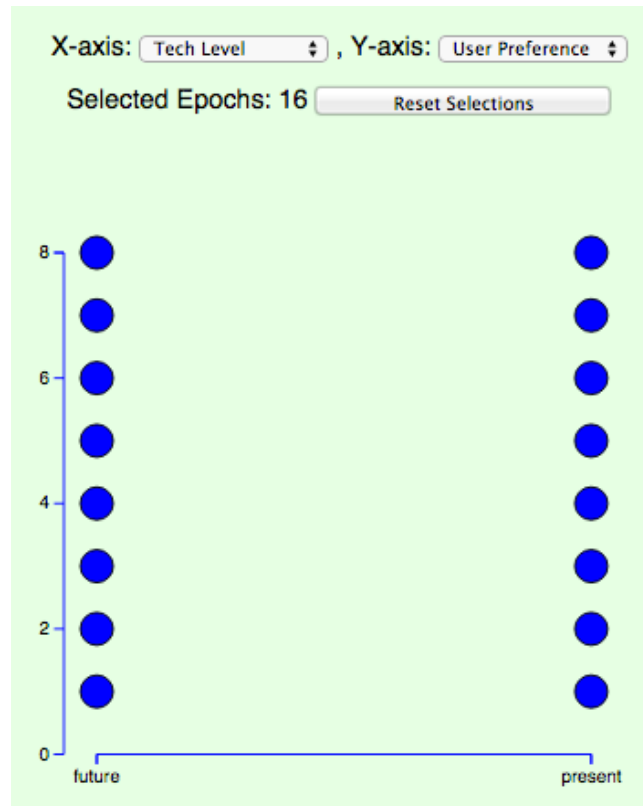 X-axis: Tech Level , Y-axis: User Preference
Selected Epochs: 16 Reset Selections
8
6
4
2
0
future present